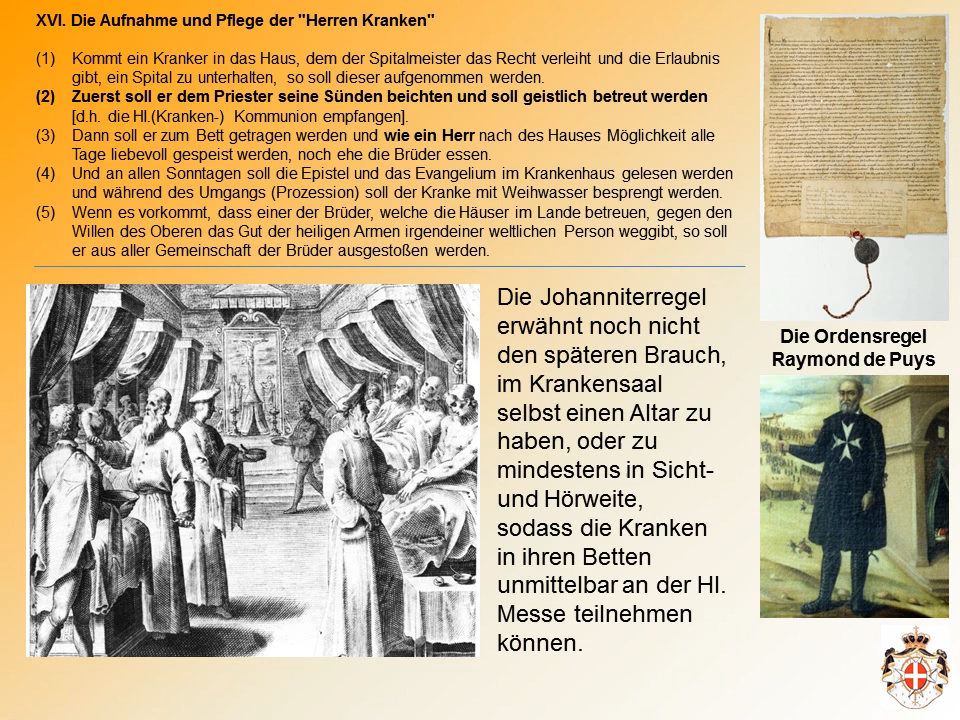 XVI. Die Aufnahme und Pflege der "Herren Kranken"
(1) Kommt ein Kranker in das Haus, dem der Spitalmeister das Recht verleiht und die Erlaubnis
gibt, ein Spital zu unterhalten, so soll dieser aufgenommen werden.
(2) Zuerst soll er dem Priester seine Sünden beichten und soll geistlich betreut werden
[d.h. die Hl.(Kranken-) Kommunion empfangen].
(3) Dann soll er zum Bett getragen werden und wie ein Herr nach des Hauses Möglichkeit alle
Tage liebevoll gespeist werden, noch ehe die Brüder essen.
(4) Und an allen Sonntagen soll die Epistel und das Evangelium im Krankenhaus gelesen werden
und während des Umgangs (Prozession) soll der Kranke mit Weihwasser besprengt werden.
(5) Wenn es vorkommt, dass einer der Brüder, welche die Häuser im Lande betreuen, gegen den
Willen des Oberen das Gut der heiligen Armen irgendeiner weltlichen Person weggibt, so soll
er aus aller Gemeinschaft der Brüder ausgestoßen werden.
Die Johanniterregel
erwähnt noch nicht
den späteren Brauch,
im Krankensaal
selbst einen Altar zu
haben, oder zu
mindestens in Sicht-
und Hörweite,
sodass die Kranken
in ihren Betten
unmittelbar an der Hl.
Messe teilnehmen
können.
Die Ordensregel
Raymond de Puys